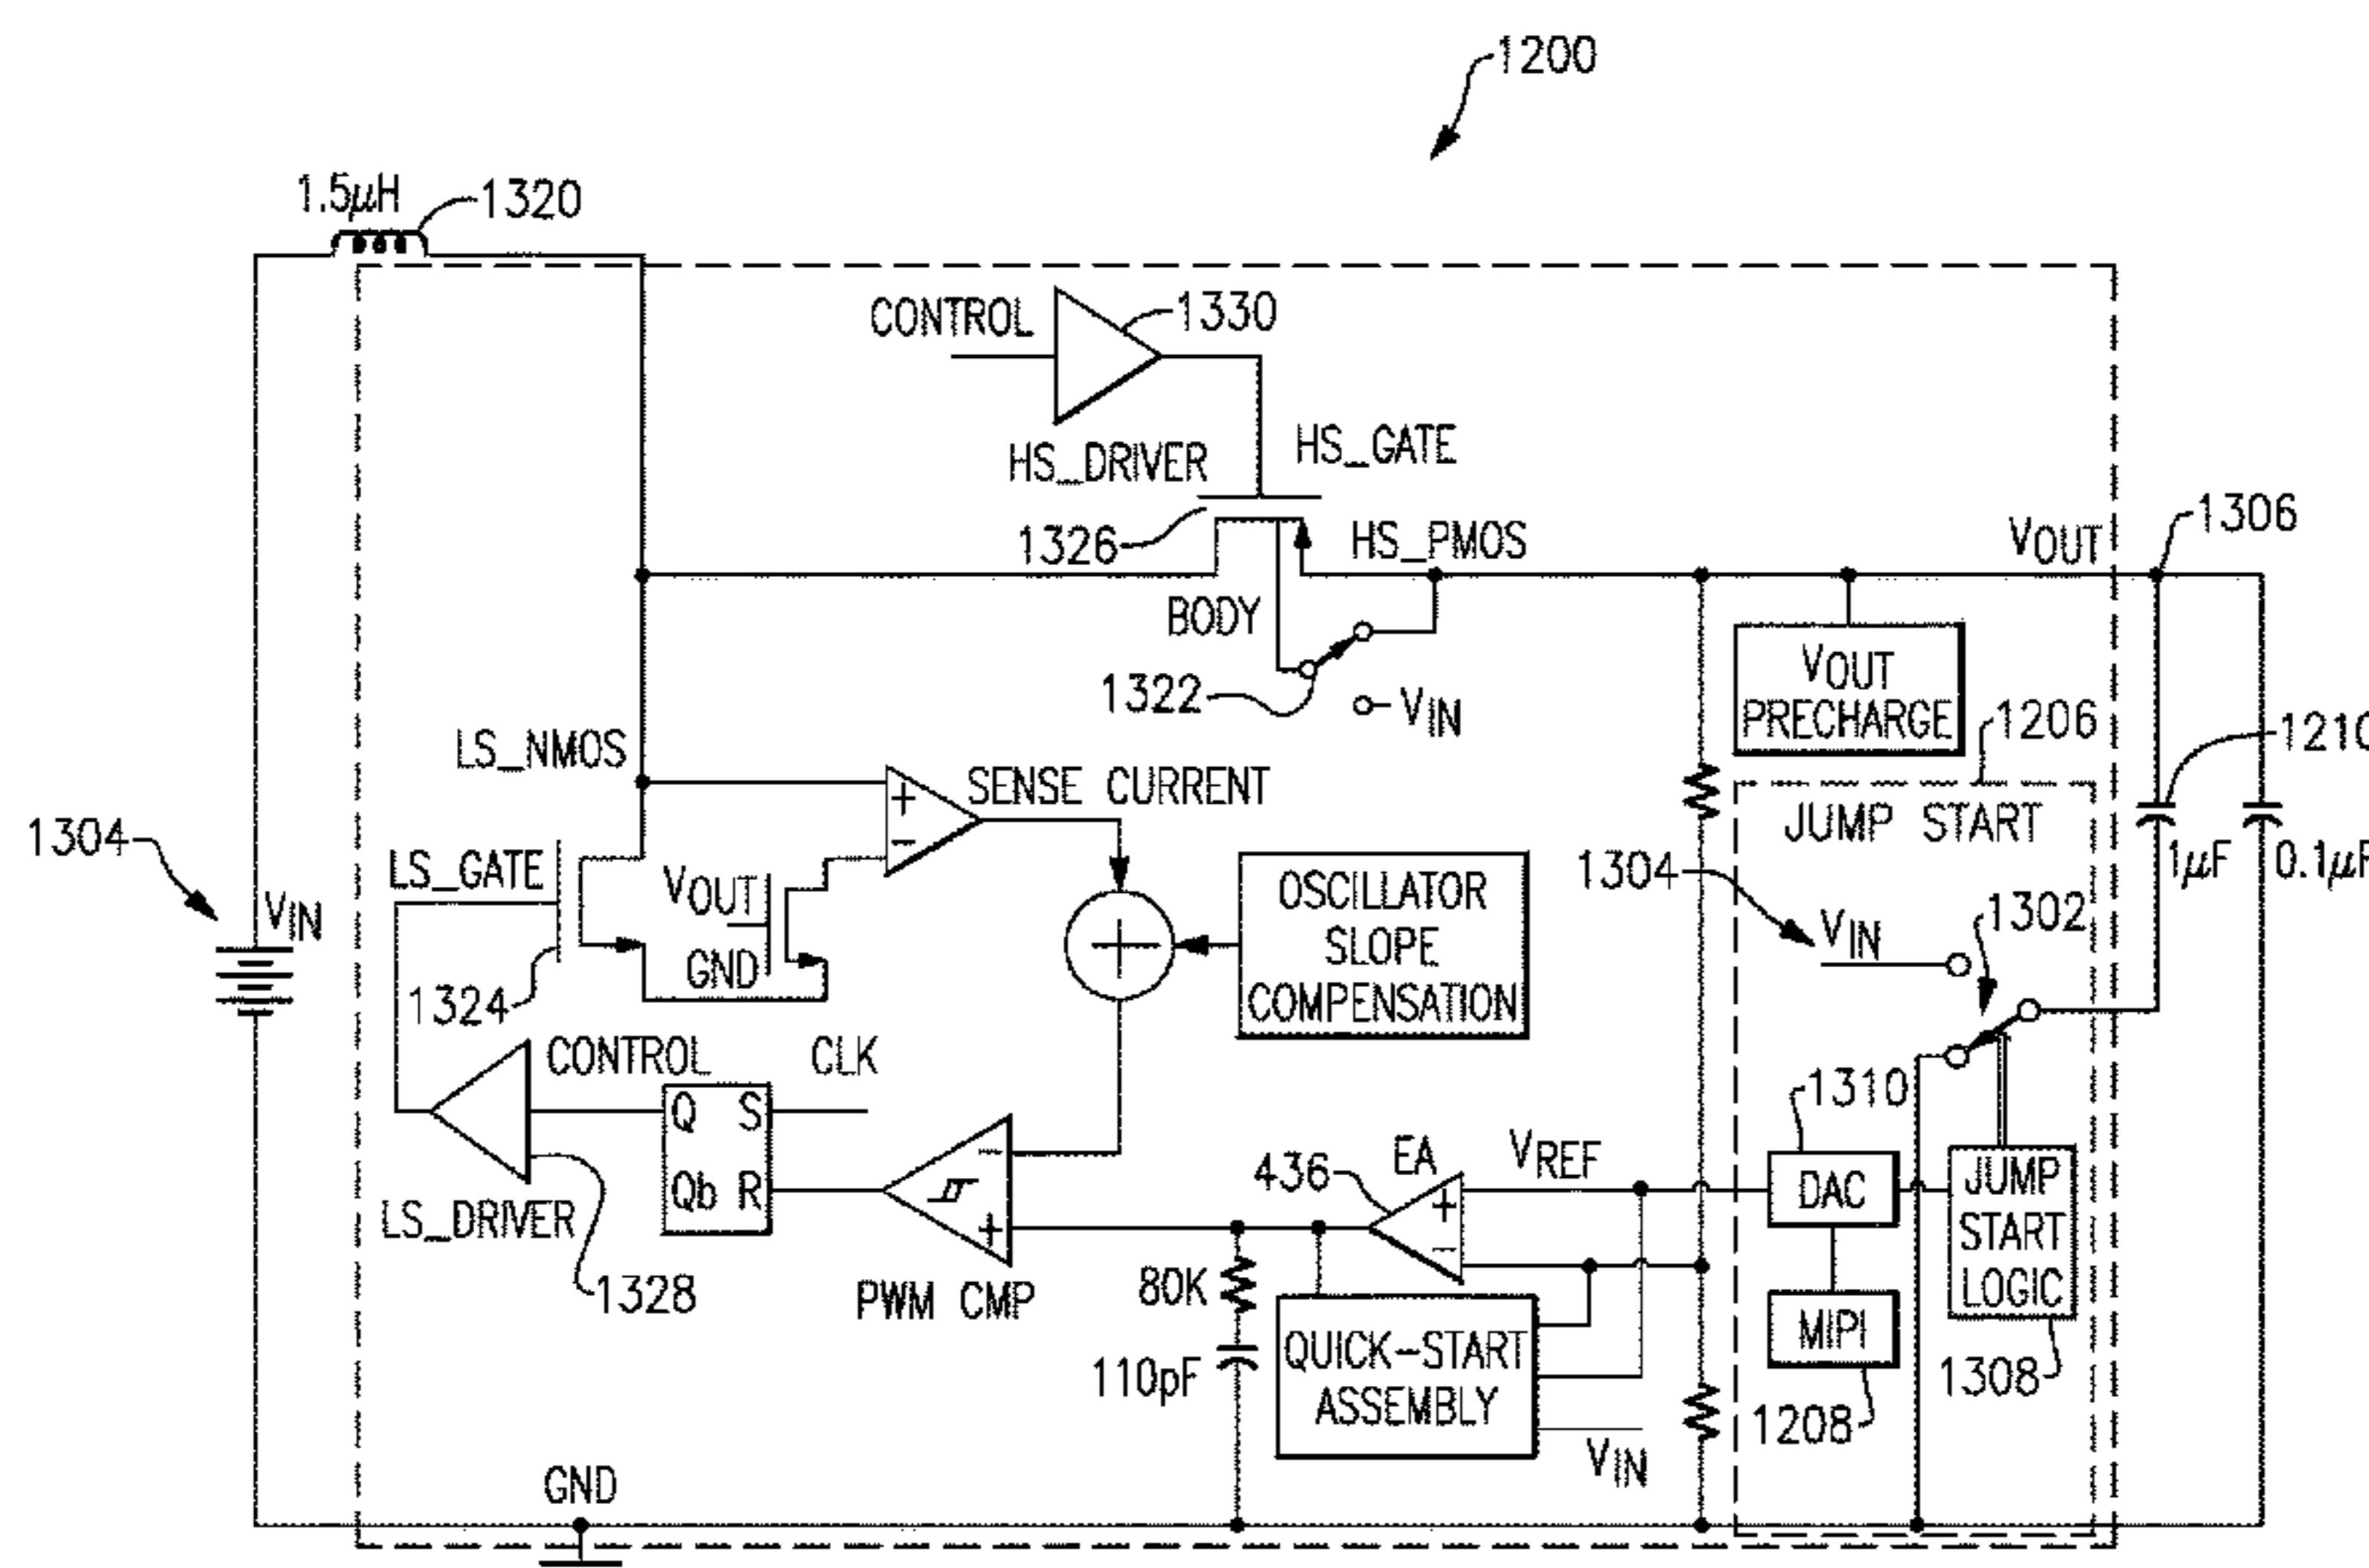 1200
1.5μH
1320
CONTROL
1330
HS_DRIVER
HS_GATE
1326
HS_PMOS
VOUT
1306
BODY
1322
VIN
VOUT
PRECHARGE
1206
1210
LS_NMOS
SENSE CURRENT
JUMP START
1304
VIN
LS_GATE
VOUT
GND
1324
OSCILLATOR
SLOPE
COMPENSATION
1304
VIN
1302
1μF
0.1μF
CONTROL
CLK
Q
S
Qb
R
LS_DRIVER
1328
+
-
PWM CMP
436
EA
VREF
1310
DAC
JUMP
START
LOGIC
MIPI
1308
1208
80K
110pF
QUICK-START
ASSEMBLY
VIN
GND